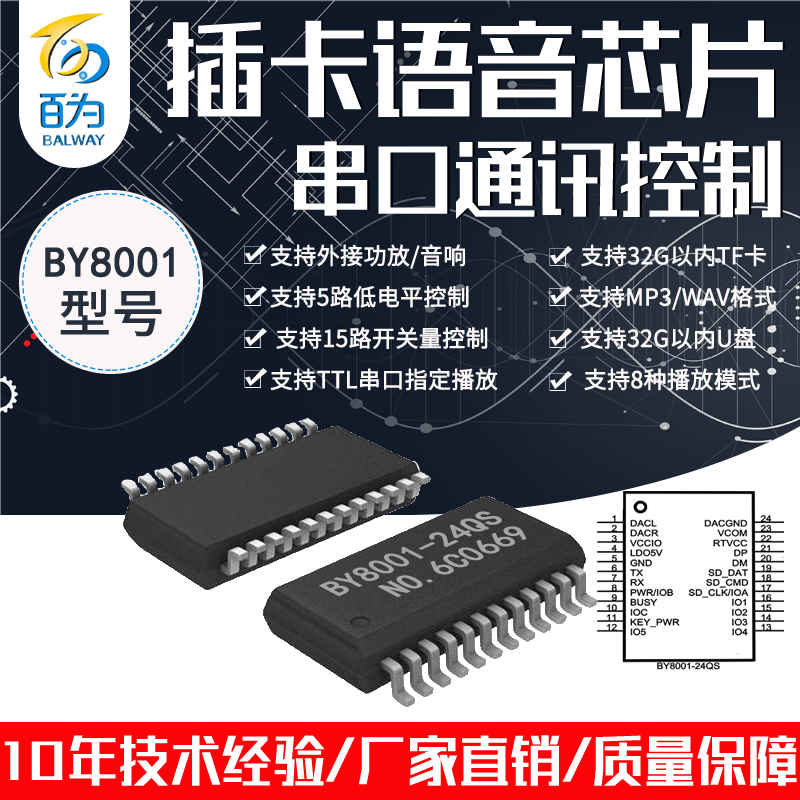 插卡语音芯片
百为
BALWAY
串口通讯控制
BY8001
型号
支持外接功放/音响
支持32G以内TF卡
支持5路低电平控制
支持MP3/WAV格式
支持15路开关量控制
支持32G以内U盘
支持TTL串口指定播放
支持8种播放模式
BY8001-24QS
NO.6C0669
1 DACL DACGND 24
2 DACR VCOM 23
3 VCCIO RTVCC 22
4 LDO5V DP 21
5 GND DM 20
6 TX SD_DAT 19
7 RX SD_CMD 18
8 PWR/IOB SD_CLK/IOA 17
9 BUSY IO1 16
10 IOC IO2 15
11 KEY_PWR IO3 14
12 IO5 IO4 13
BY8001-24QS
10年技术经验/厂家直销/质量保障